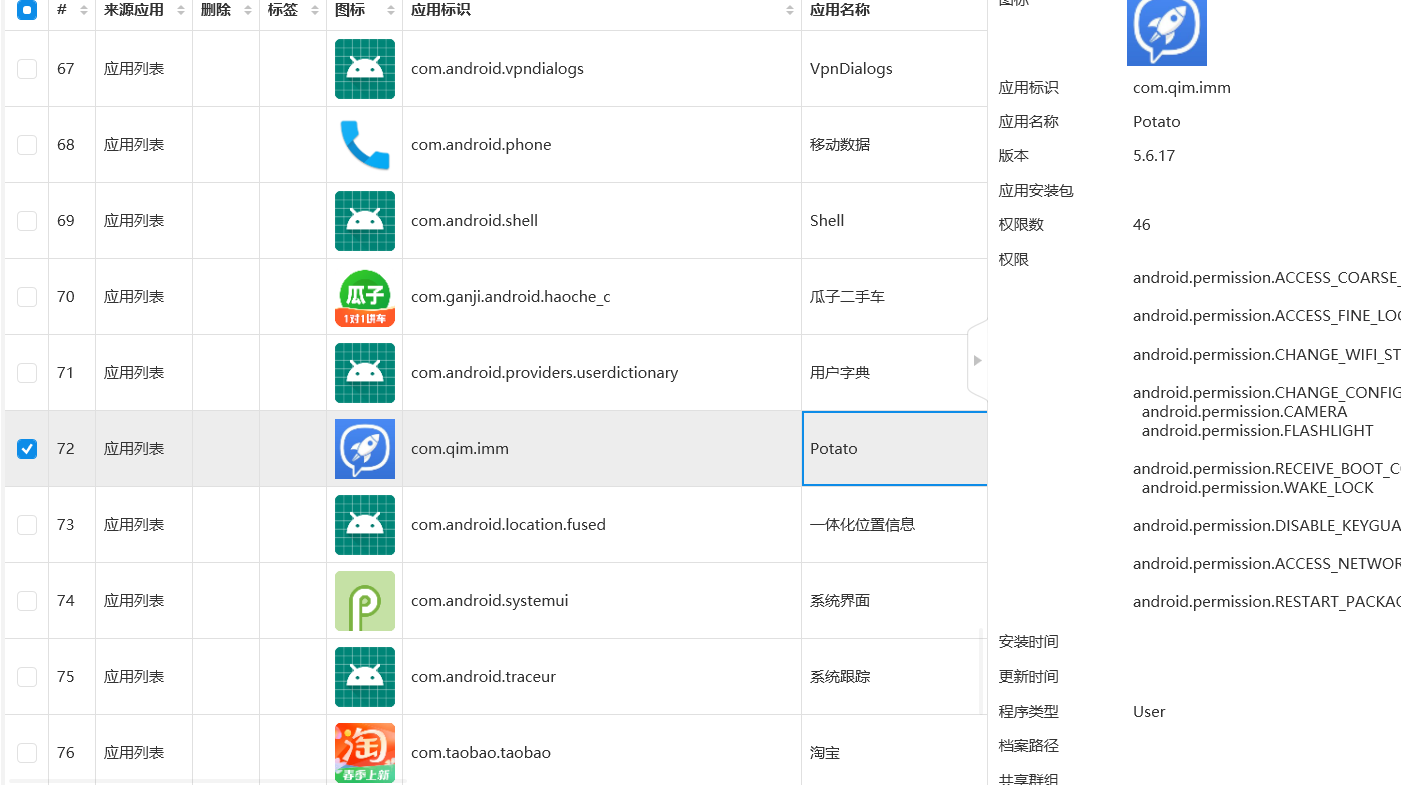 # 来源应用 删除 标签 图标 应用标识 应用名称
67 应用列表 com.android.vpndialogs VpnDialogs
68 应用列表 com.android.phone 移动数据
69 应用列表 com.android.shell Shell
70 应用列表 瓜子 1对1讲车 com.ganji.android.haoche_c 瓜子二手车
71 应用列表 com.android.providers.userdictionary 用户字典
72 应用列表 com.qim.imm Potato
73 应用列表 com.android.location.fused 一体化位置信息
74 应用列表 com.android.systemui 系统界面
75 应用列表 com.android.traceur 系统跟踪
76 应用列表 淘 春季上新 com.taobao.taobao 淘宝
图标
应用标识 com.qim.imm
应用名称 Potato
版本 5.6.17
应用安装包
权限数 46
权限
android.permission.ACCESS_COARSE_
android.permission.ACCESS_FINE_LOC
android.permission.CHANGE_WIFI_ST
android.permission.CHANGE_CONFIG
android.permission.CAMERA
android.permission.FLASHLIGHT
android.permission.RECEIVE_BOOT_CO
android.permission.WAKE_LOCK
android.permission.DISABLE_KEYGUA
android.permission.ACCESS_NETWOR
android.permission.RESTART_PACKAG
安装时间
更新时间
程序类型 User
档案路径
共享群组